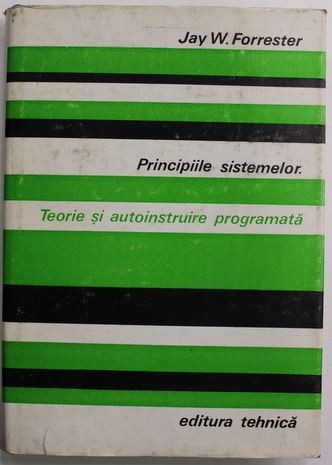 Jay W. Forrester
Principiile sistemelor.
Teorie și autoinstruire programată
editura tehnică